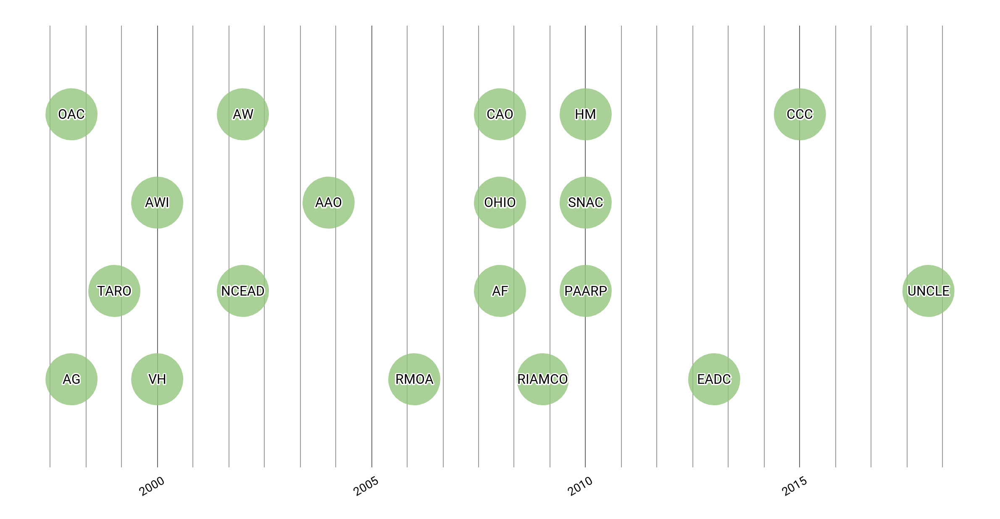 OAC
AW
CAO
HM
CCC
AWI
AAO
OHIO
SNAC
TARO
NCEAD
AF
PAARP
UNCLE
AG
VH
RMOA
RIAMCO
EADC
2000
2005
2010
2015